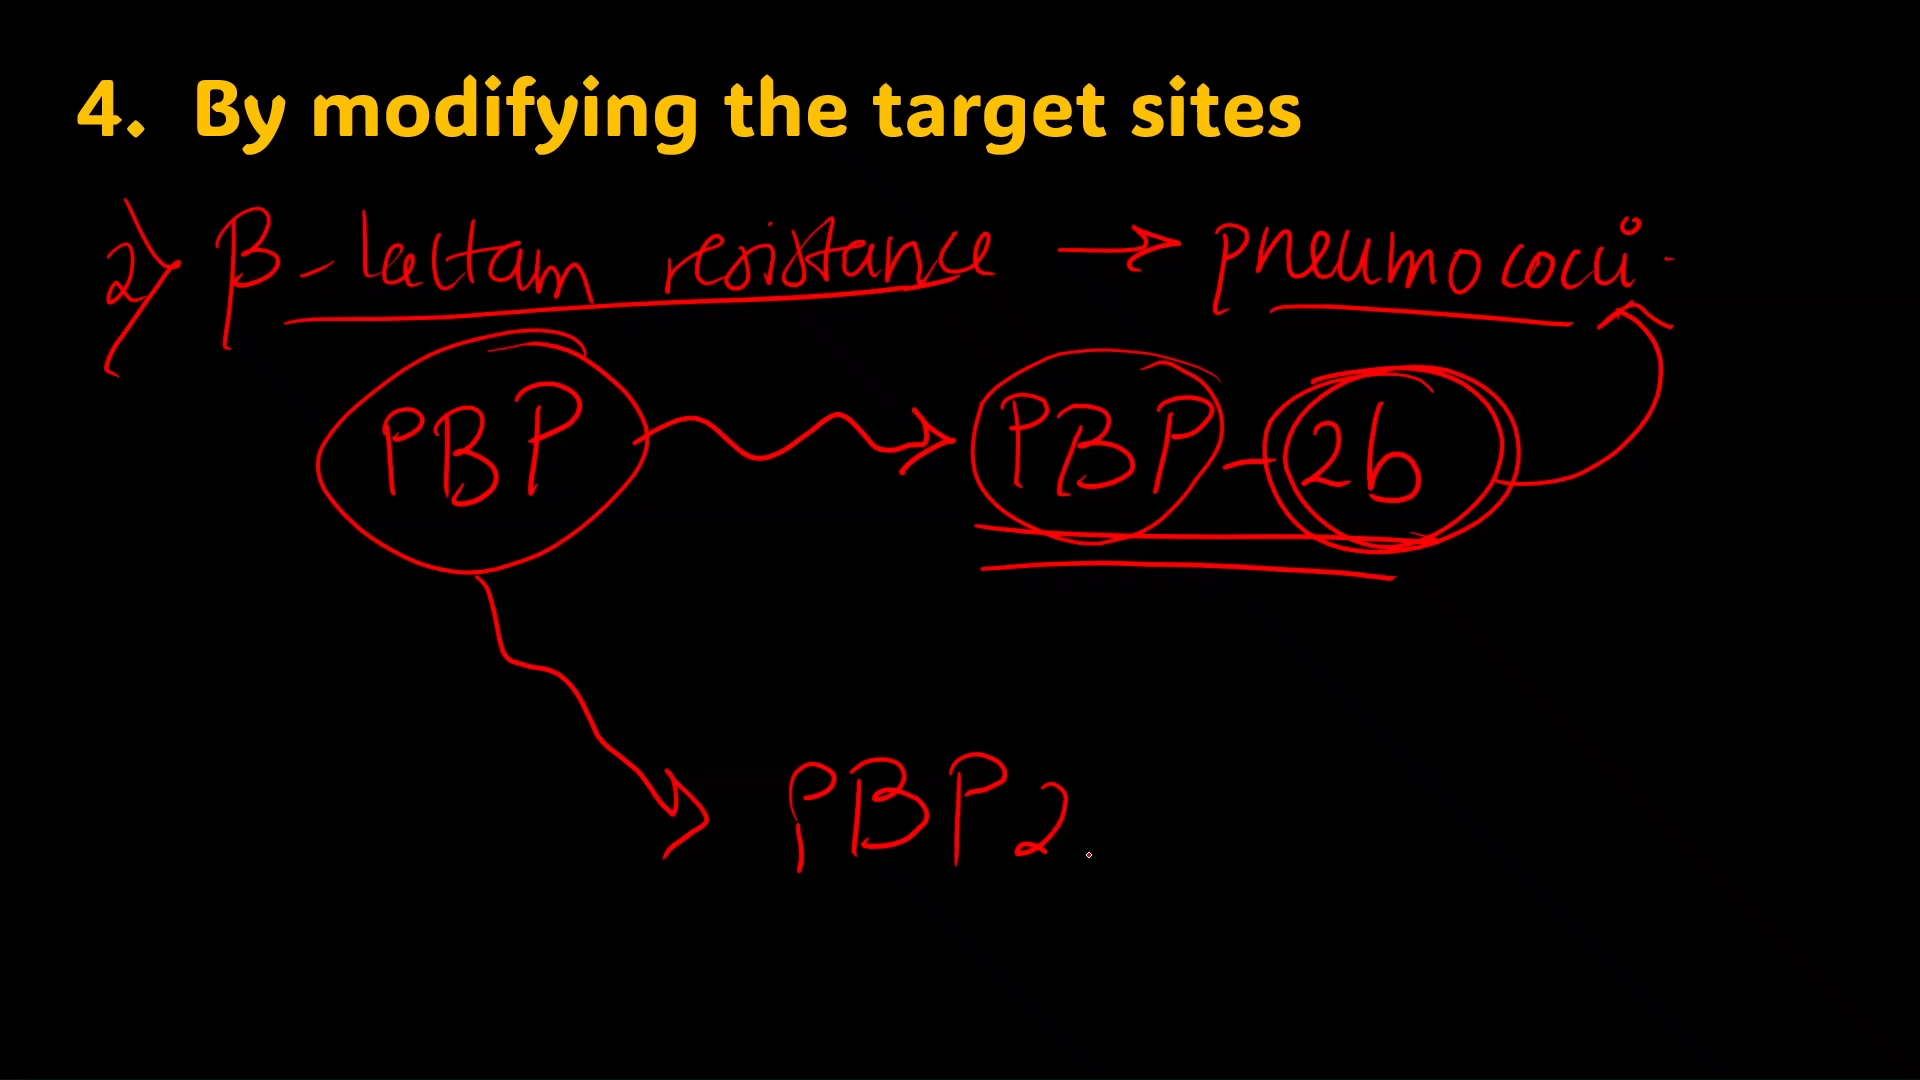 4. By modifying the target sites
2) β-lactam resistance → pneumococci.
PBP → PBP-2b
PBP2